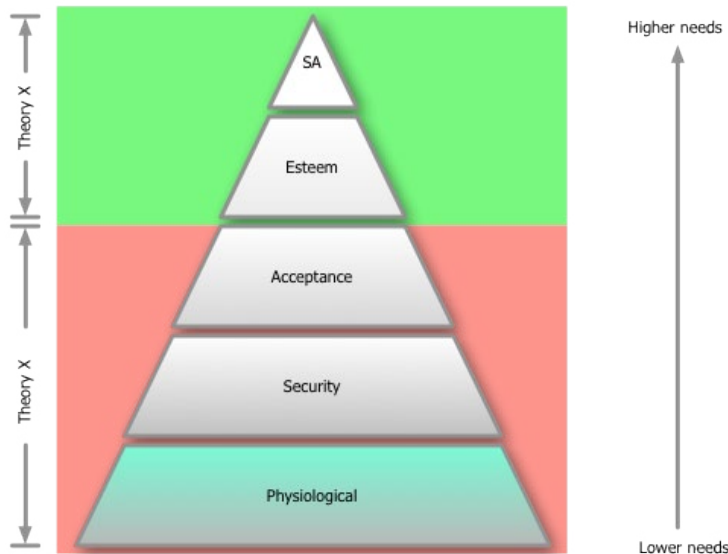 Higher needs
SA
Theory X
Esteem
Acceptance
Theory X
Security
Physiological
Lower needs